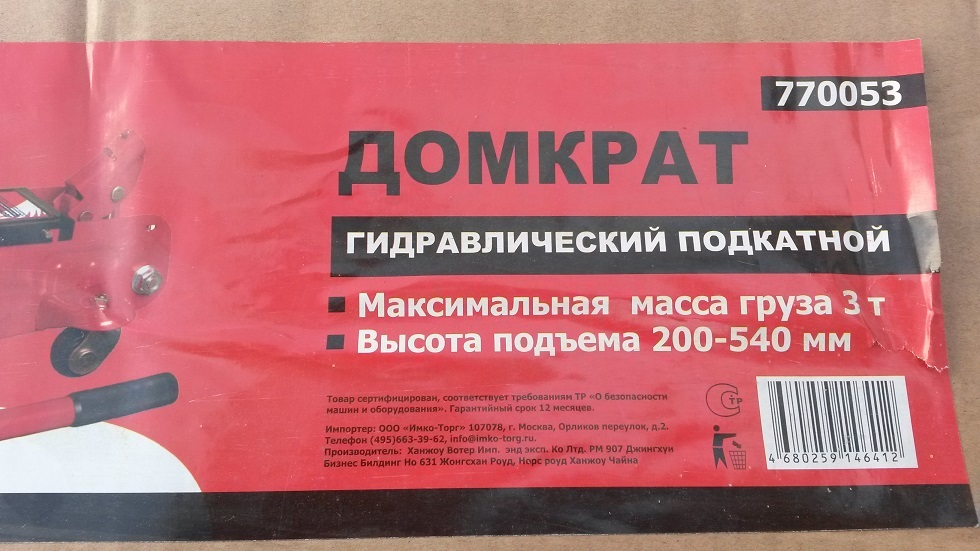 770053
ДОМКРАТ
ГИДРАВЛИЧЕСКИЙ ПОДКАТНОЙ
Максимальная масса груза 3 т
Высота подъема 200-540 мм
Товар сертифицирован, соответствует требованиям ТР «О безопасности
машин и оборудования». Гарантийный срок 12 месяцев.
Импортер: ООО «Имко-Торг» 107078, г. Москва, Орликов переулок, д.2.
Телефон (495)663-39-62, info@imko-torg.ru.
Производитель: Ханжоу Вотер Имп. энд эксп. Ко Лтд. РМ 907 Джингхуи
Бизнес Билдинг Но 631 Жонгсхан Роуд, Норс роуд Ханжоу Чайна
ТР
4 680259 146412